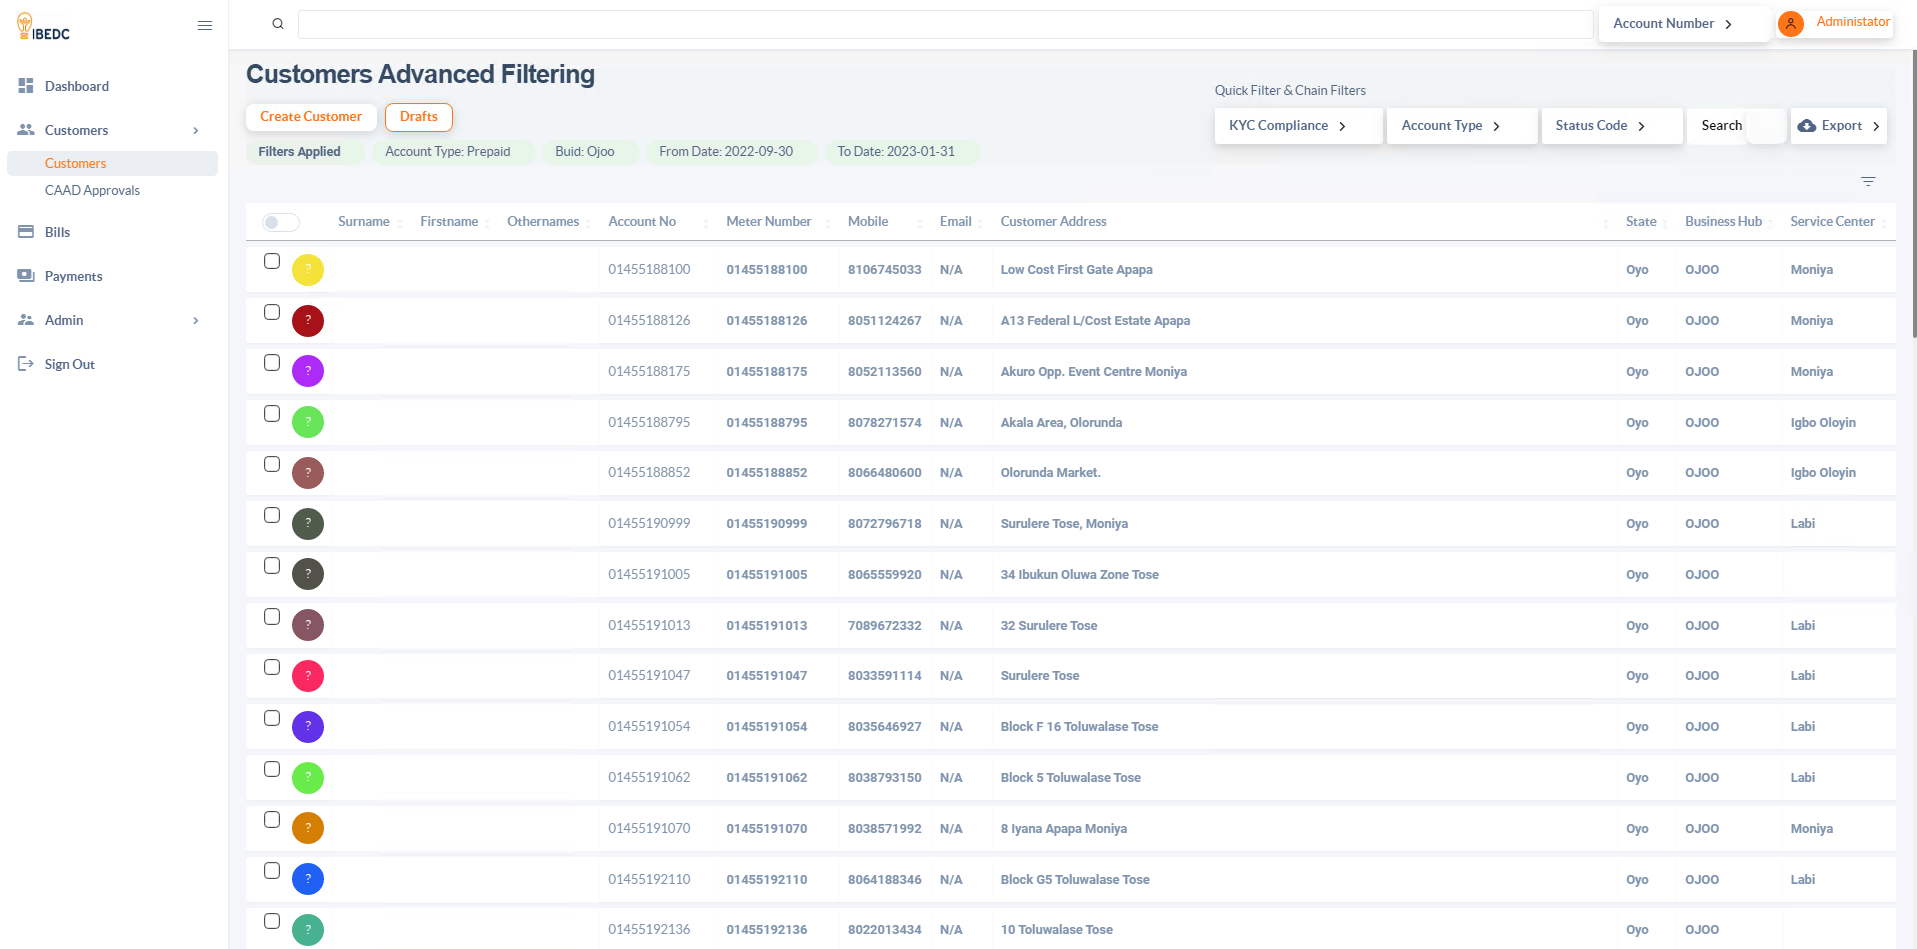 IBEDC
Account Number
Administator
Dashboard
Customers
Customers
CAAD Approvals
Bills
Payments
Admin
Sign Out
Customers Advanced Filtering
Create Customer Drafts
Quick Filter & Chain Filters
KYC Compliance Account Type Status Code Search Export
Filters Applied Account Type: Prepaid Buid: Ojoo From Date: 2022-09-30 To Date: 2023-01-31
Surname Firstname Othernames Account No Meter Number Mobile Email Customer Address State Business Hub Service Center
? 01455188100 01455188100 8106745033 N/A Low Cost First Gate Apapa Oyo OJOO Moniya
? 01455188126 01455188126 8051124267 N/A A13 Federal L/Cost Estate Apapa Oyo OJOO Moniya
? 01455188175 01455188175 8052113560 N/A Akuro Opp. Event Centre Moniya Oyo OJOO Moniya
? 01455188795 01455188795 8078271574 N/A Akala Area, Olorunda Oyo OJOO Igbo Oloyin
? 01455188852 01455188852 8066480600 N/A Olorunda Market. Oyo OJOO Igbo Oloyin
? 01455190999 01455190999 8072796718 N/A Surulere Tose, Moniya Oyo OJOO Labi
? 01455191005 01455191005 8065559920 N/A 34 Ibukun Oluwa Zone Tose Oyo OJOO
? 01455191013 01455191013 7089672332 N/A 32 Surulere Tose Oyo OJOO Labi
? 01455191047 01455191047 8033591114 N/A Surulere Tose Oyo OJOO Labi
? 01455191054 01455191054 8035646927 N/A Block F 16 Toluwalase Tose Oyo OJOO Labi
? 01455191062 01455191062 8038793150 N/A Block 5 Toluwalase Tose Oyo OJOO Labi
? 01455191070 01455191070 8038571992 N/A 8 Iyana Apapa Moniya Oyo OJOO Moniya
? 01455192110 01455192110 8064188346 N/A Block G5 Toluwalase Tose Oyo OJOO Labi
? 01455192136 01455192136 8022013434 N/A 10 Toluwalase Tose Oyo OJOO